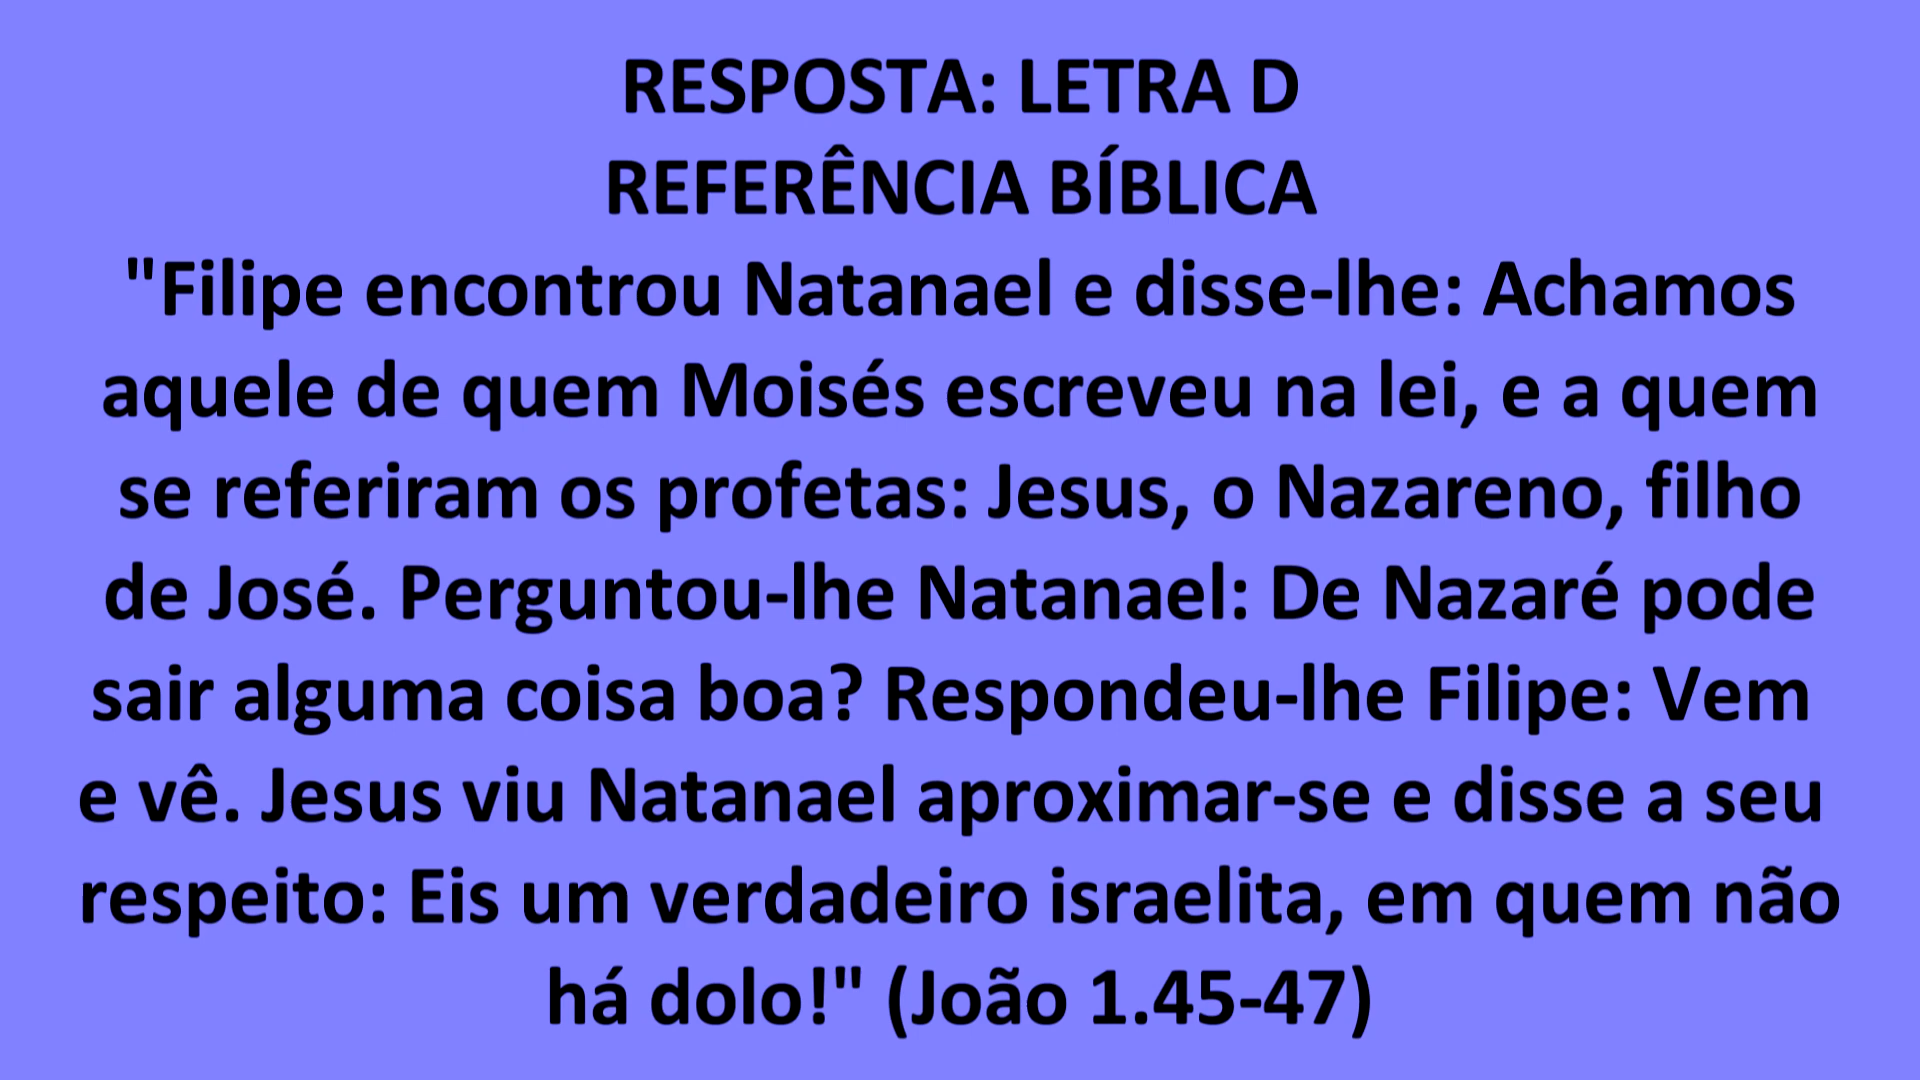 RESPOSTA: LETRA D
REFERÊNCIA BÍBLICA
"Filipe encontrou Natanael e disse-lhe: Achamos
aquele de quem Moisés escreveu na lei, e a quem
se referiram os profetas: Jesus, o Nazareno, filho
de José. Perguntou-lhe Natanael: De Nazaré pode
sair alguma coisa boa? Respondeu-lhe Filipe: Vem
e vê. Jesus viu Natanael aproximar-se e disse a seu
respeito: Eis um verdadeiro israelita, em quem não
há dolo!" (João 1.45-47)